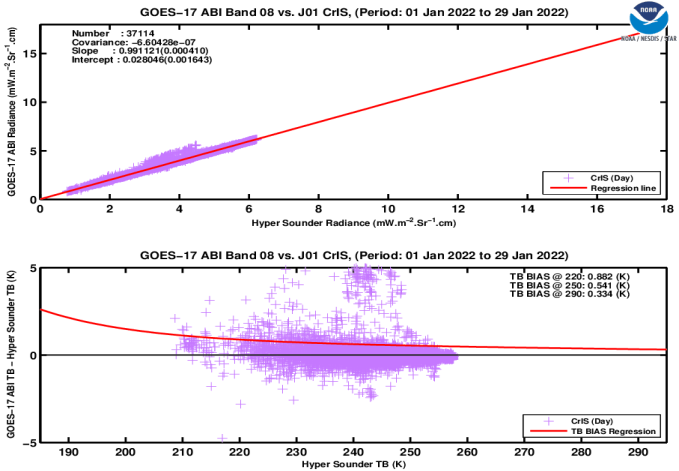 GOES-17 ABI Band 08 vs. J01 CrIS, (Period: 01 Jan 2022 to 29 Jan 2022)
NOAA
NOAA / NESDIS / STAR
Number : 37114
Covariance: -6.60428e-07
Slope : 0.991121(0.000410)
Intercept : 0.028046(0.001643)
GOES-17 ABI Radiance (mW.m⁻².Sr⁻¹.cm)
15
10
5
0
CrIS (Day)
Regression line
0 2 4 6 8 10 12 14 16 18
Hyper Sounder Radiance (mW.m⁻².Sr⁻¹.cm)
GOES-17 ABI Band 08 vs. J01 CrIS, (Period: 01 Jan 2022 to 29 Jan 2022)
TB BIAS @ 220: 0.882 (K)
TB BIAS @ 250: 0.541 (K)
TB BIAS @ 290: 0.334 (K)
GOES-17 ABI TB - Hyper Sounder TB (K)
5
0
-5
CrIS (Day)
TB BIAS Regression
190 200 210 220 230 240 250 260 270 280 290
Hyper Sounder TB (K)